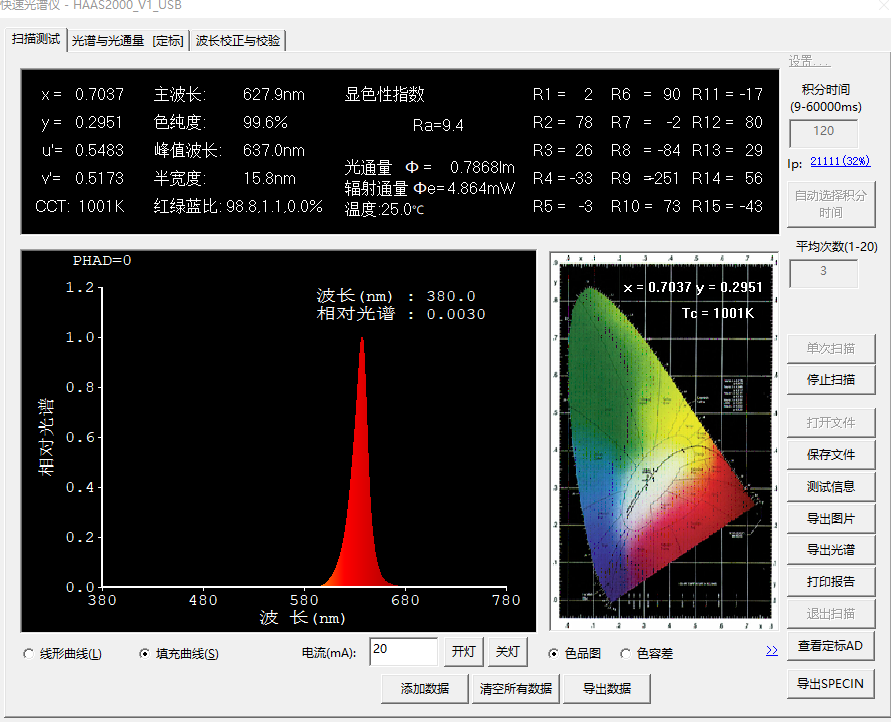 快速光谱仪 - HAAS2000_V1_USB
扫描测试 光谱与光通量 [定标] 波长校正与校验
x = 0.7037 主波长: 627.9nm 显色性指数 R1 = 2 R6 = 90 R11 = -17
y = 0.2951 色纯度: 99.6% Ra=9.4 R2 = 78 R7 = -2 R12 = 80
u'= 0.5483 峰值波长: 637.0nm R3 = 26 R8 = -84 R13 = 29
v'= 0.5173 半宽度: 15.8nm 光通量 Φ = 0.7868lm R4 =-33 R9 =-251 R14 = 56
CCT: 1001K 红绿蓝比: 98.8,1.1,0.0% 辐射通量 Φe= 4.864mW R5 = -3 R10 = 73 R15 = -43
温度:25.0℃
设置...
积分时间
(9-60000ms)
120
Ip: 21111(32%)
自动选择积分
时间
平均次数(1-20)
3
单次扫描
停止扫描
打开文件
保存文件
测试信息
导出图片
导出光谱
打印报告
退出扫描
查看定标AD
导出SPECIN
PHAD=0
波长(nm) : 380.0
相对光谱 : 0.0030
1.2
1.0
0.8
0.6
0.4
0.2
0.0
相对光谱
380 480 580 680 780
波 长(nm)
x = 0.7037 y = 0.2951
Tc = 1001K
线形曲线(L) 填充曲线(S) 电流(mA): 20 开灯 关灯 色品图 色容差 >>
添加数据 清空所有数据 导出数据